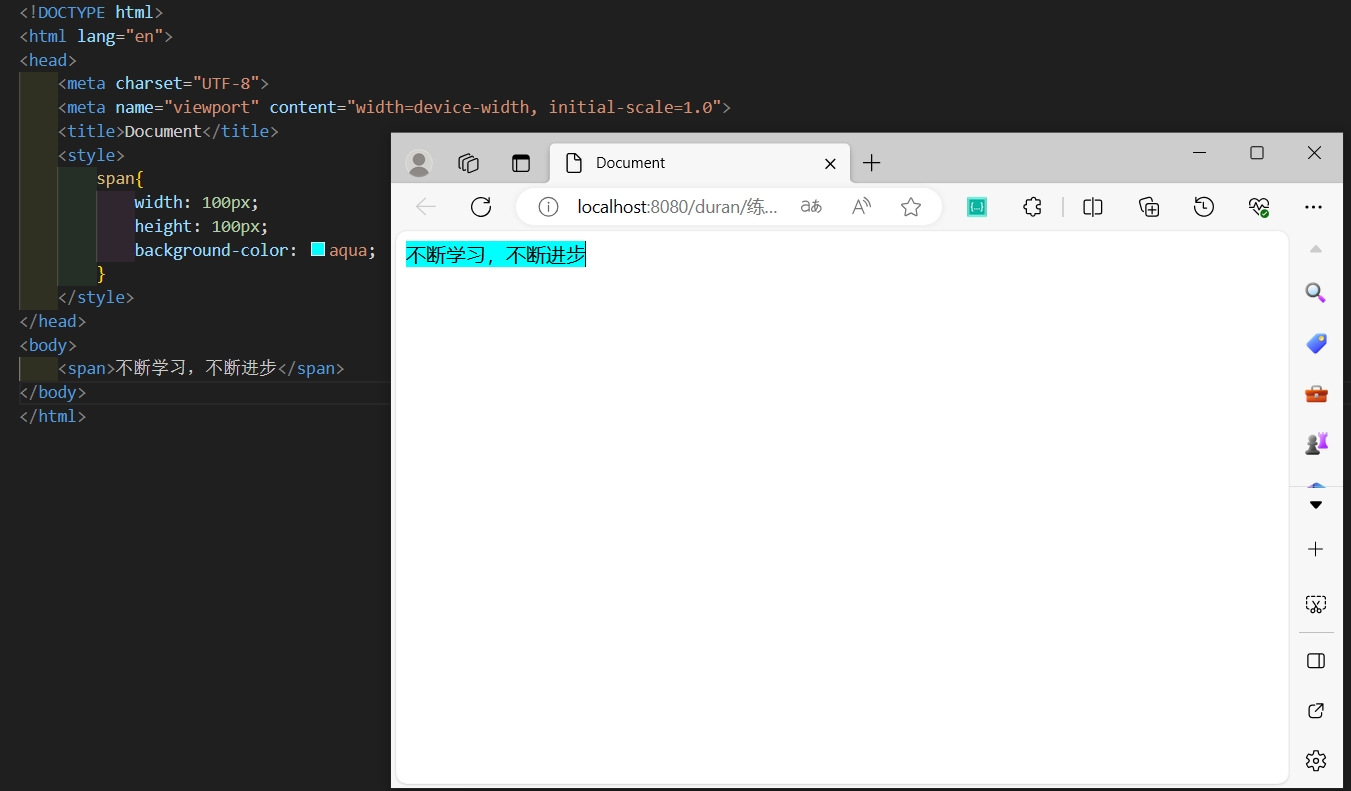 <!DOCTYPE html>
<html lang="en">
<head>
    <meta charset="UTF-8">
    <meta name="viewport" content="width=device-width, initial-scale=1.0">
    <title>Document</title>
    <style>
        span{
            width: 100px;
            height: 100px;
            background-color: aqua;
        }
    </style>
</head>
<body>
    <span>不断学习，不断进步</span>
</body>
</html>
Document
localhost:8080/duran/练...
aあ
A
不断学习，不断进步